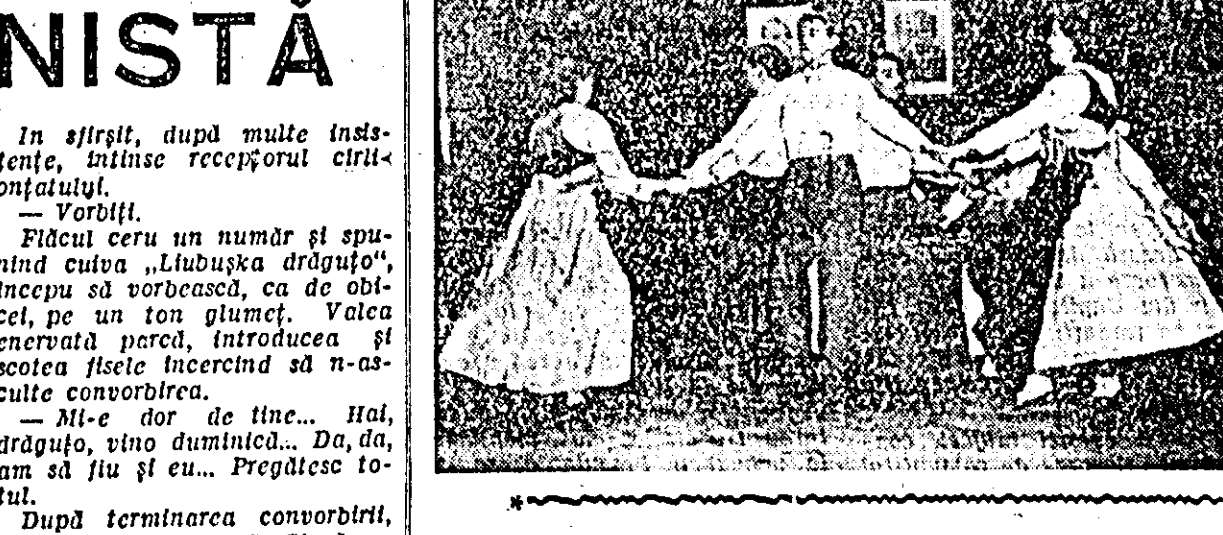 NISTĂ
In sfîrşit, după multe insis-
tenţe, întinse receptorul cîrli-
onţatului.
— Vorbiţi.
Flăcul ceru un număr şi spu-
nind cuiva „Liubuşka drăguţo“,
începu să vorbească, ca de obi-
cei, pe un ton glumeţ. Valea
enervată parcă, introducea şi
scotea fisele încercînd să n-as-
culte convorbirea.
— Mi-e dor de tine... Hai,
drăguţo, vino duminică... Da, da,
am să fiu şi eu... Pregătesc to-
tul.
După terminarea convorbirii,